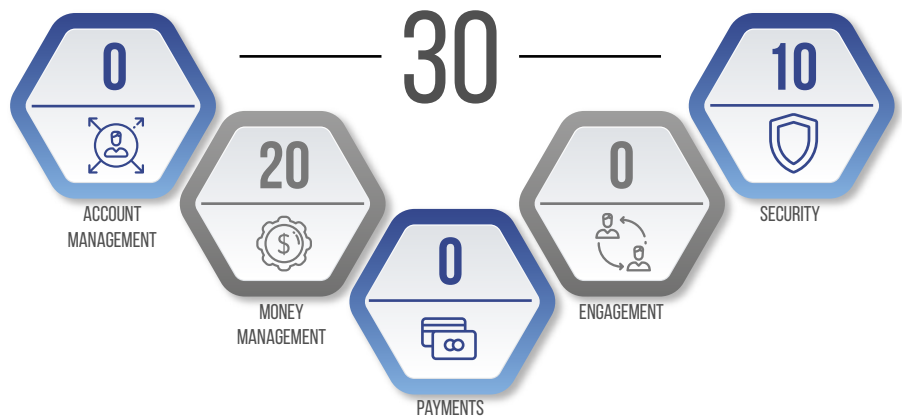 30
0
ACCOUNT
MANAGEMENT
20
$
MONEY
MANAGEMENT
0
PAYMENTS
0
ENGAGEMENT
10
SECURITY